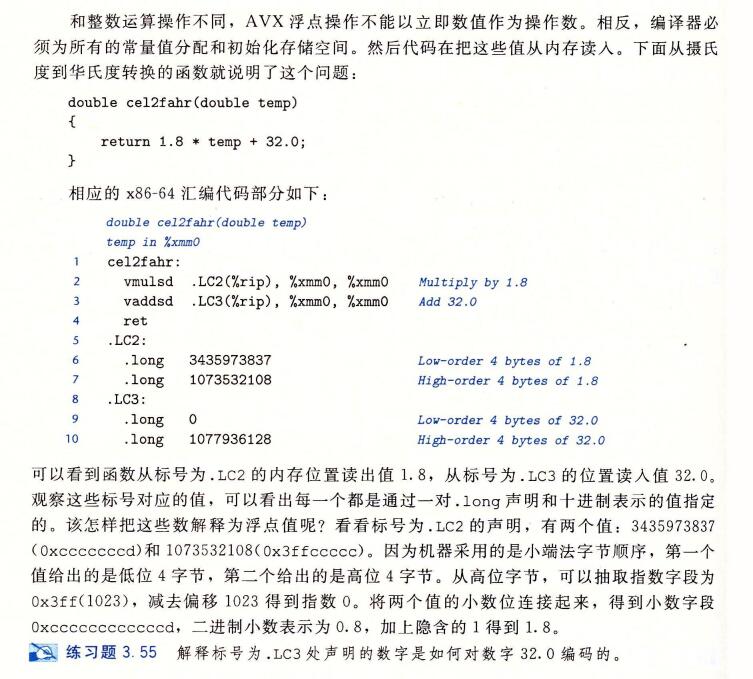 和整数运算操作不同，AVX 浮点操作不能以立即数值作为操作数。相反，编译器必
须为所有的常量值分配和初始化存储空间。然后代码在把这些值从内存读入。下面从摄氏
度到华氏度转换的函数就说明了这个问题：
double cel2fahr(double temp)
{
return 1.8 * temp + 32.0;
}
相应的 x86-64 汇编代码部分如下：
double cel2fahr(double temp)
temp in %xmm0
1 cel2fahr:
2 vmulsd .LC2(%rip), %xmm0, %xmm0 Multiply by 1.8
3 vaddsd .LC3(%rip), %xmm0, %xmm0 Add 32.0
4 ret
5 .LC2:
6 .long 3435973837 Low-order 4 bytes of 1.8
7 .long 1073532108 High-order 4 bytes of 1.8
8 .LC3:
9 .long 0 Low-order 4 bytes of 32.0
10 .long 1077936128 High-order 4 bytes of 32.0
可以看到函数从标号为.LC2 的内存位置读出值 1.8，从标号为.LC3 的位置读入值 32.0。
观察这些标号对应的值，可以看出每一个都是通过一对.long 声明和十进制表示的值指定
的。该怎样把这些数解释为浮点值呢？看看标号为.LC2 的声明，有两个值：3435973837
(0xcccccccd)和 1073532108(0x3ffccccc)。因为机器采用的是小端法字节顺序，第一个
值给出的是低位 4 字节，第二个给出的是高位 4 字节。从高位字节，可以抽取指数字段为
0x3ff(1023)，减去偏移 1023 得到指数 0。将两个值的小数位连接起来，得到小数字段
0xccccccccccccd，二进制小数表示为 0.8，加上隐含的 1 得到 1.8。
练习题 3.55 解释标号为.LC3 处声明的数字是如何对数字 32.0 编码的。